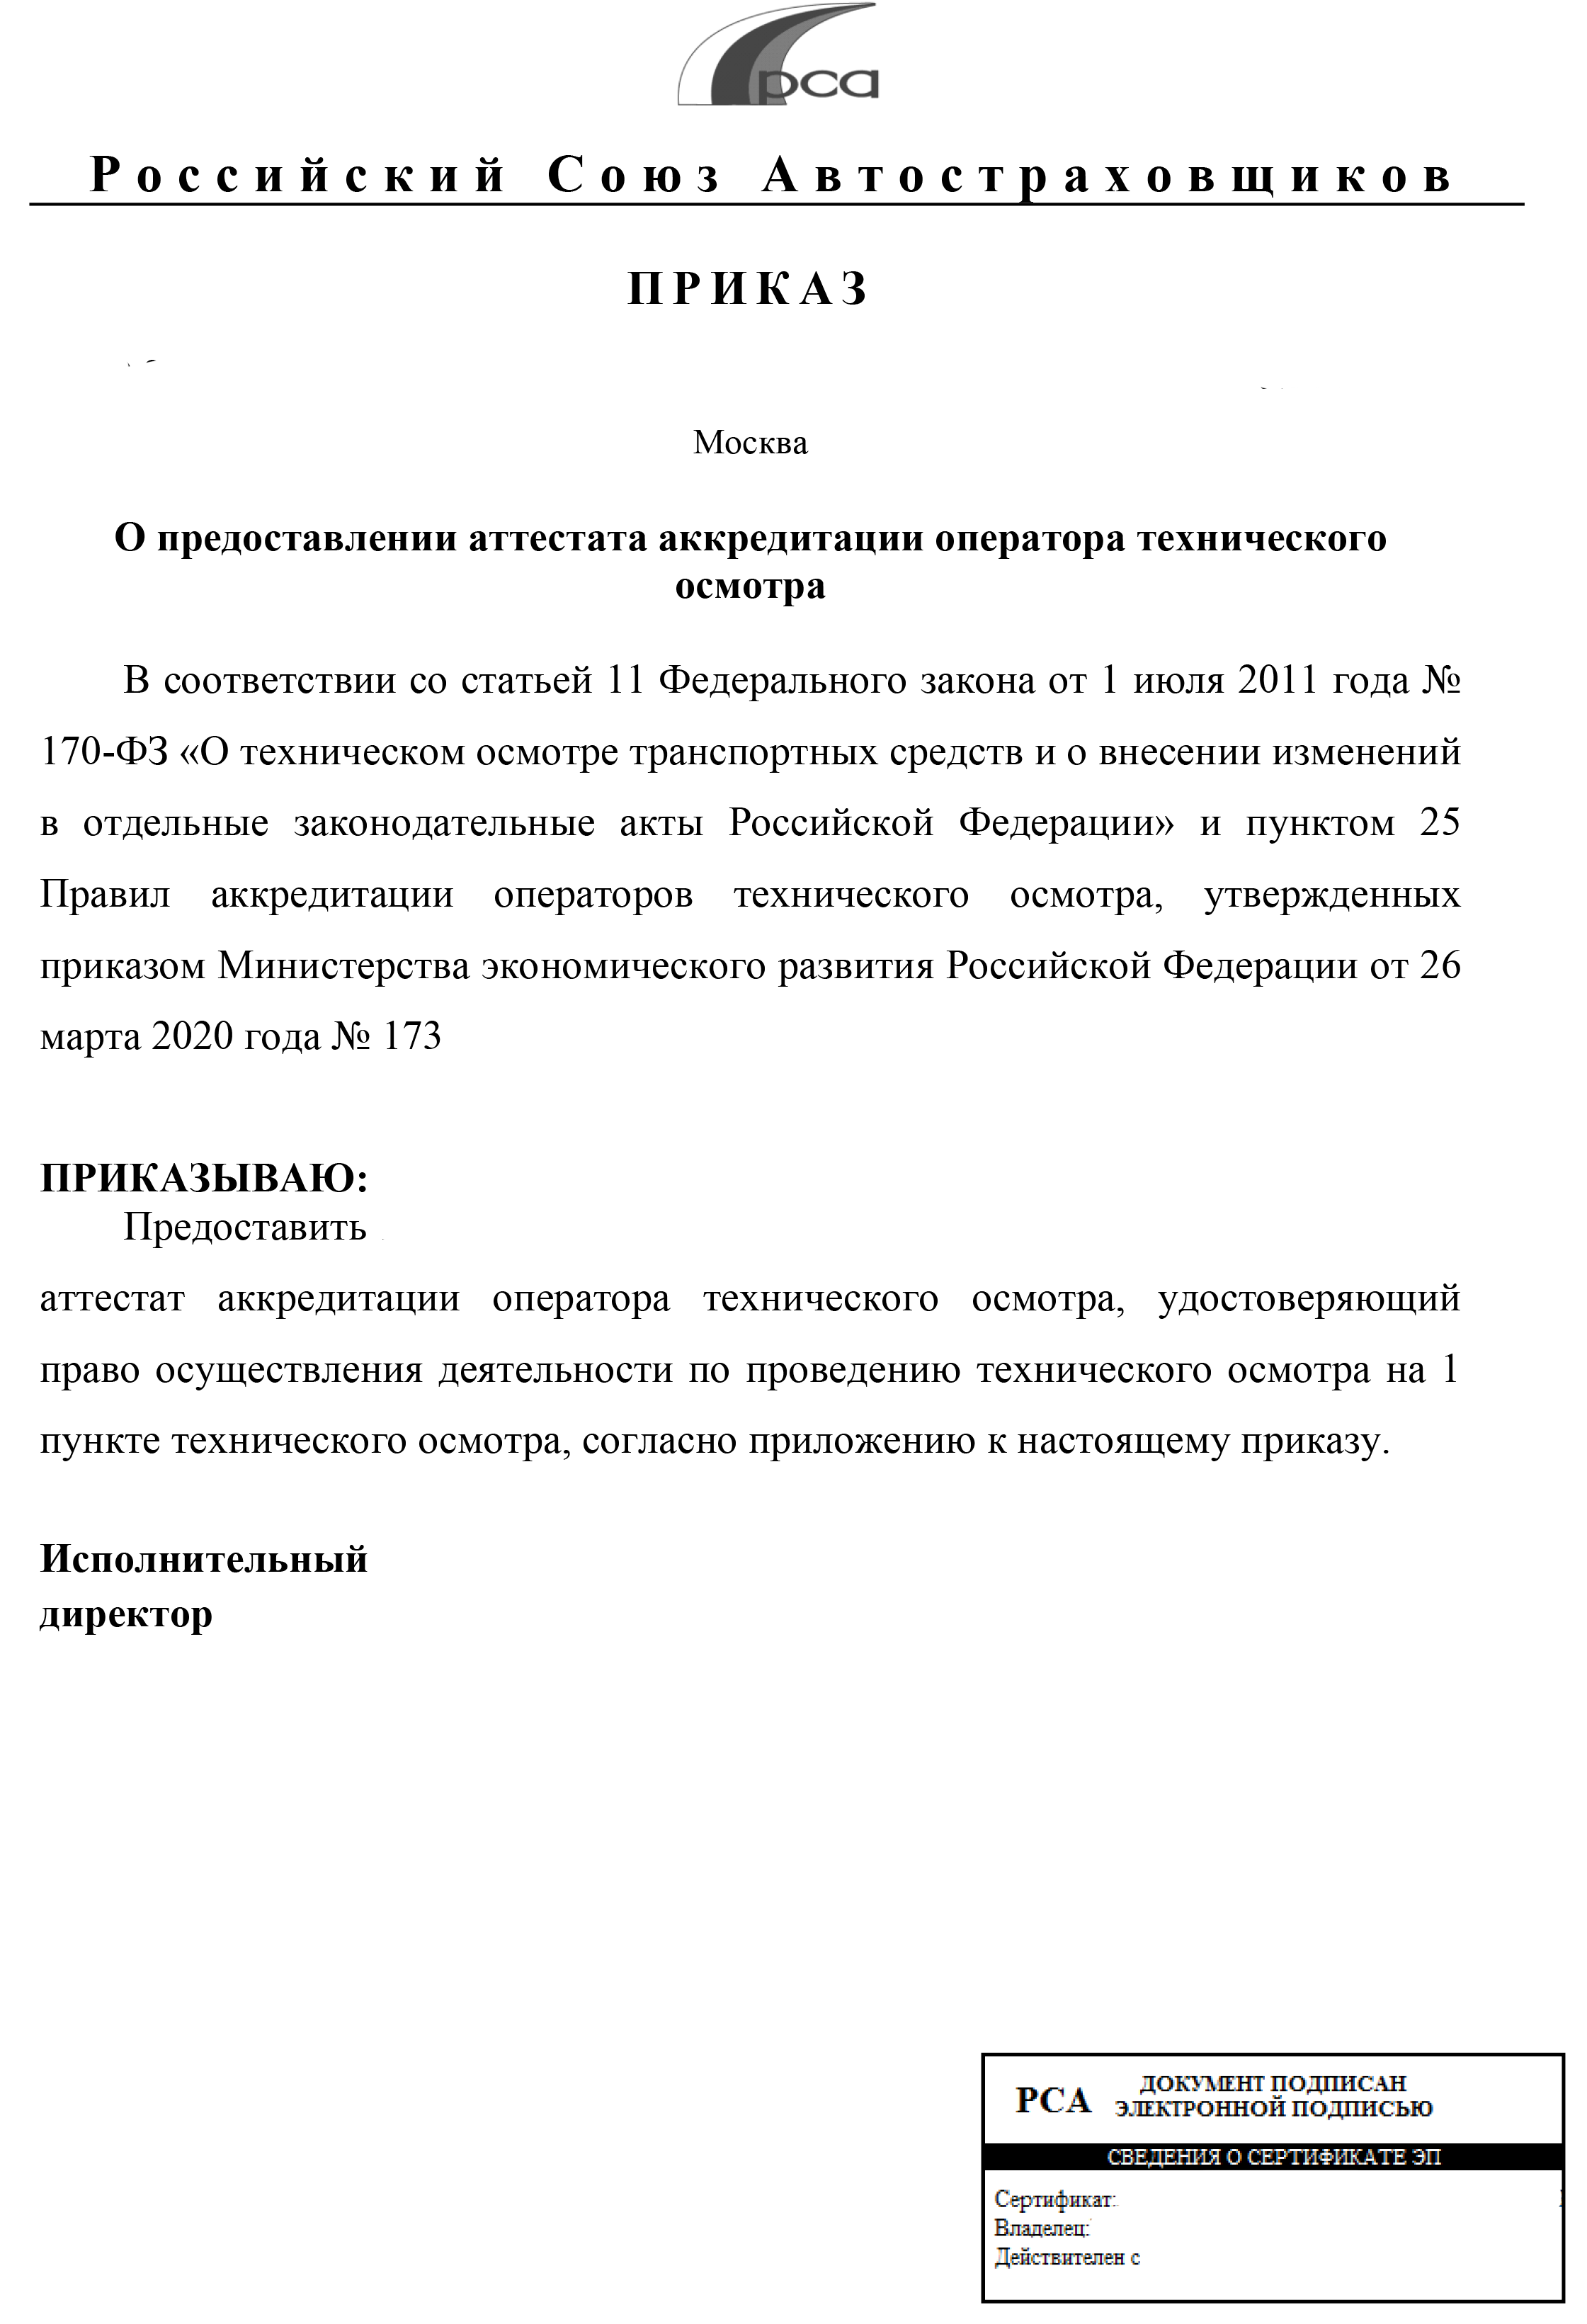 рса
Российский Союз Автостраховщиков
ПРИКАЗ
Москва
О предоставлении аттестата аккредитации оператора технического
осмотра
В соответствии со статьей 11 Федерального закона от 1 июля 2011 года №
170-ФЗ «О техническом осмотре транспортных средств и о внесении изменений
в отдельные законодательные акты Российской Федерации» и пунктом 25
Правил аккредитации операторов технического осмотра, утвержденных
приказом Министерства экономического развития Российской Федерации от 26
марта 2020 года № 173
ПРИКАЗЫВАЮ:
Предоставить
аттестат аккредитации оператора технического осмотра, удостоверяющий
право осуществления деятельности по проведению технического осмотра на 1
пункте технического осмотра, согласно приложению к настоящему приказу.
Исполнительный
директор
РСА
ДОКУМЕНТ ПОДПИСАН
ЭЛЕКТРОННОЙ ПОДПИСЬЮ
СВЕДЕНИЯ О СЕРТИФИКАТЕ ЭП
Сертификат:
Владелец:
Действителен с